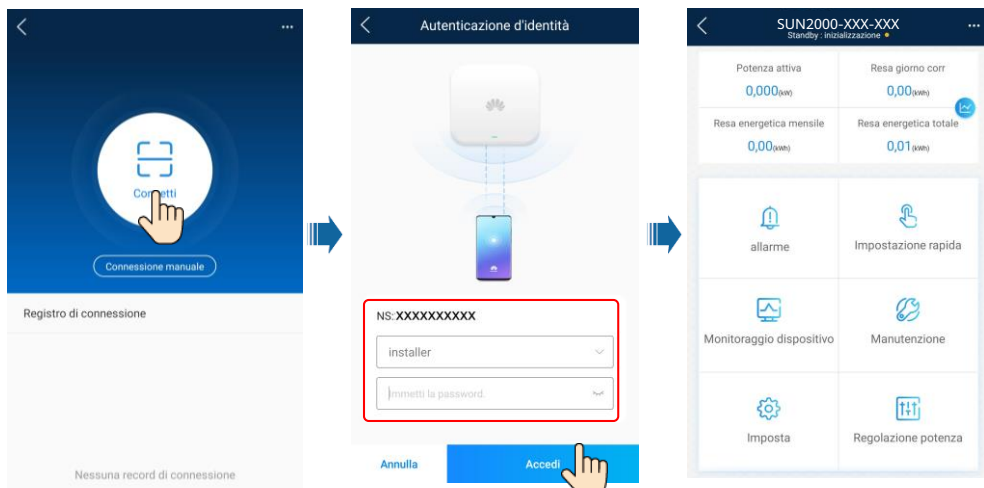 Connetti
Connessione manuale
Registro di connessione
Nessuna record di connessione
Autenticazione d'identità
NS: XXXXXXXXXX
installer
Immetti la password.
Annulla
Accedi
SUN2000-XXX-XXX
Standby : inizializzazione
Potenza attiva
Resa giorno corr
0,000(kW)
0,00(kWh)
Resa energetica mensile
Resa energetica totale
0,00(kWh)
0,01(kWh)
allarme
Impostazione rapida
Monitoraggio dispositivo
Manutenzione
Imposta
Regolazione potenza